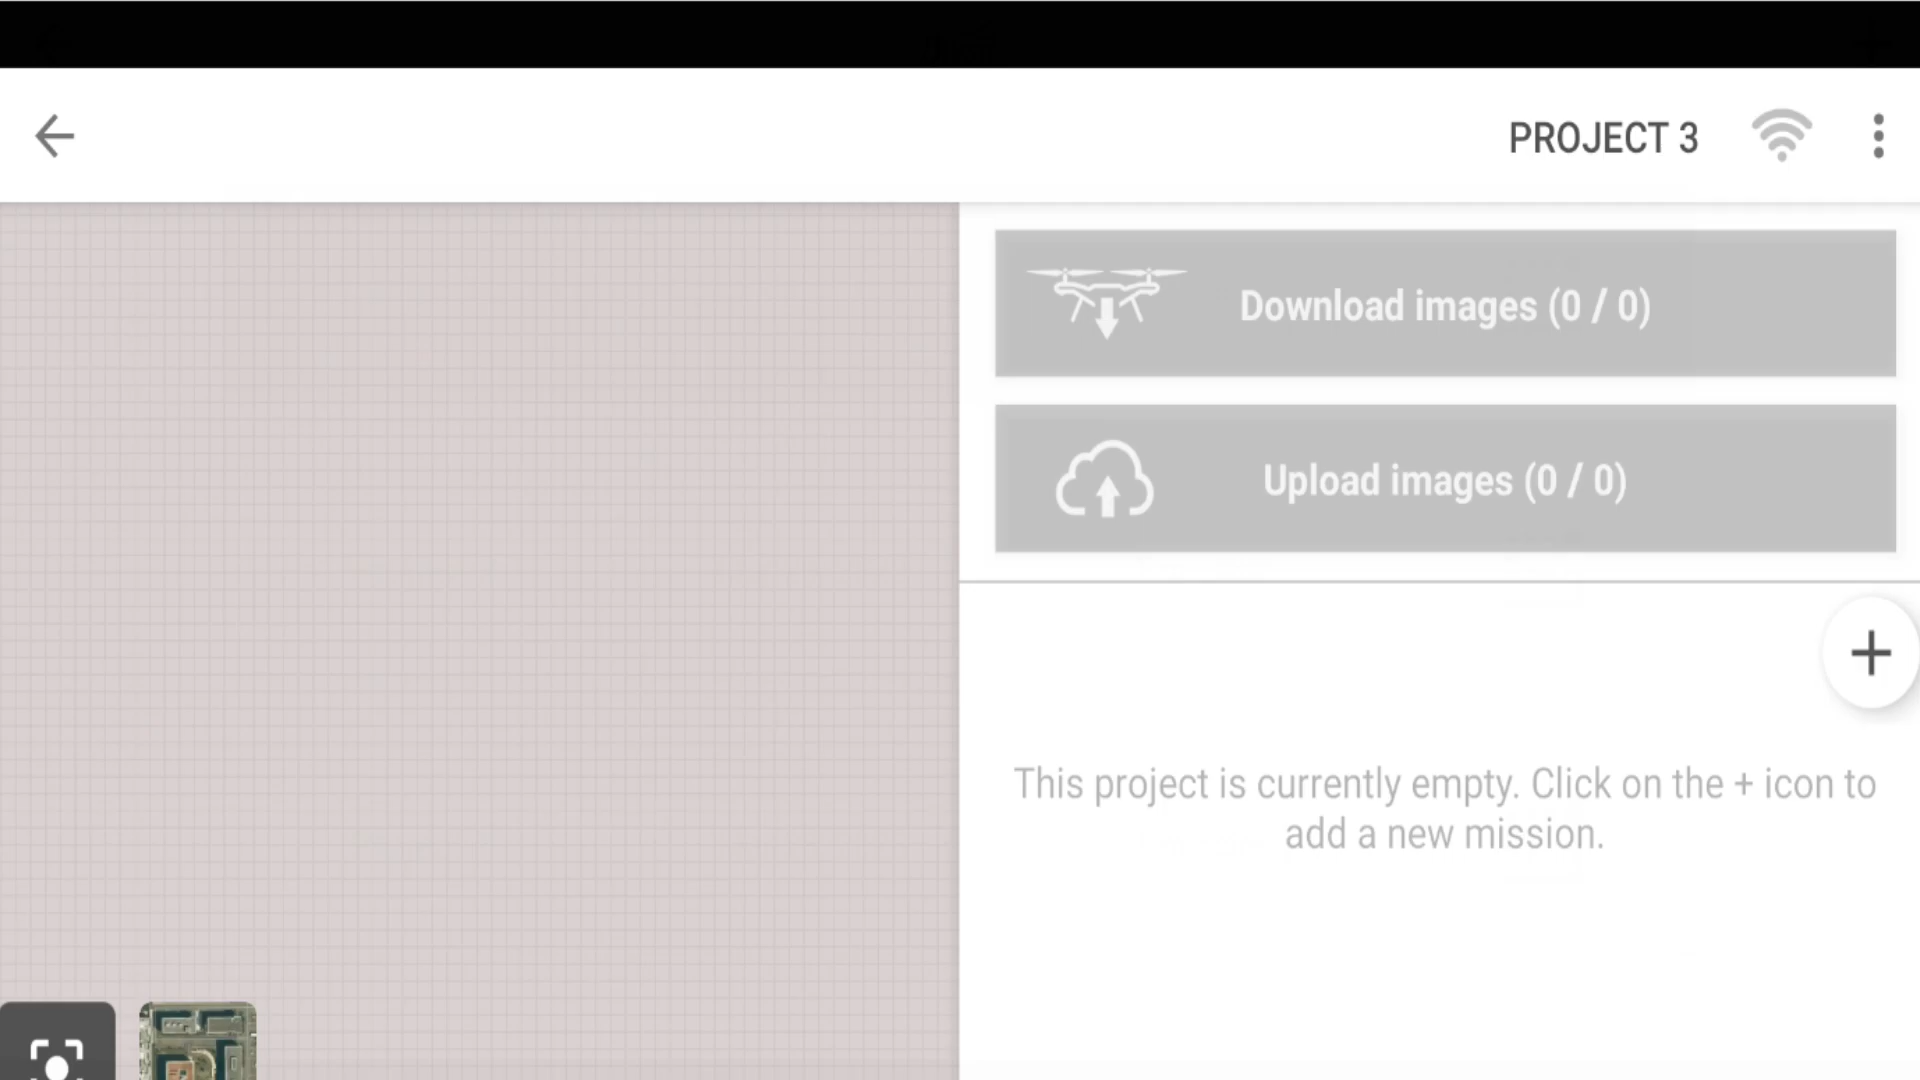 PROJECT 3
Download images (0 / 0)
Upload images (0 / 0)
This project is currently empty. Click on the + icon to
add a new mission.